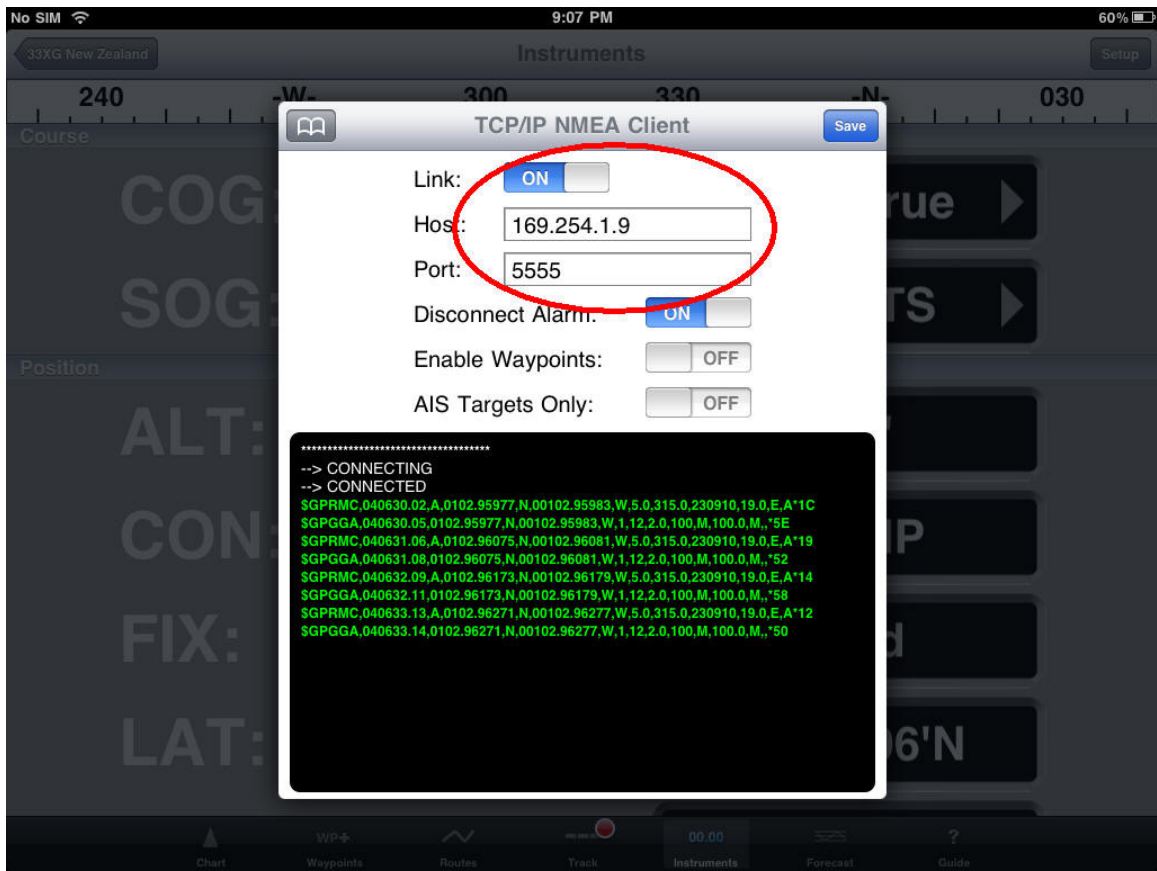 No SIM 9:07 PM 60%
33XG New Zealand Instruments Setup
240 -W- 300 330 -N- 030
TCP/IP NMEA Client Save
Course
Link: ON
COG: rue
Host: 169.254.1.9
Port: 5555
SOG: TS
Disconnect Alarm: ON
Enable Waypoints: OFF
Position
AIS Targets Only: OFF
ALT:
************************************
--> CONNECTING
--> CONNECTED
$GPRMC,040630.02,A,0102.95977,N,00102.95983,W,5.0,315.0,230910,19.0,E,A*1C
$GPGGA,040630.05,0102.95977,N,00102.95983,W,1,12,2.0,100,M,100.0,M,,*5E
CON: IP
$GPRMC,040631.06,A,0102.96075,N,00102.96081,W,5.0,315.0,230910,19.0,E,A*19
$GPGGA,040631.08,0102.96075,N,00102.96081,W,1,12,2.0,100,M,100.0,M,,*52
$GPRMC,040632.09,A,0102.96173,N,00102.96179,W,5.0,315.0,230910,19.0,E,A*14
$GPGGA,040632.11,0102.96173,N,00102.96179,W,1,12,2.0,100,M,100.0,M,,*58
$GPRMC,040633.13,A,0102.96271,N,00102.96277,W,5.0,315.0,230910,19.0,E,A*12
$GPGGA,040633.14,0102.96271,N,00102.96277,W,1,12,2.0,100,M,100.0,M,,*50
FIX: d
LAT: 06'N
WP+ 00.00 ?
Chart Waypoints Routes Track Instruments Forecast Guide